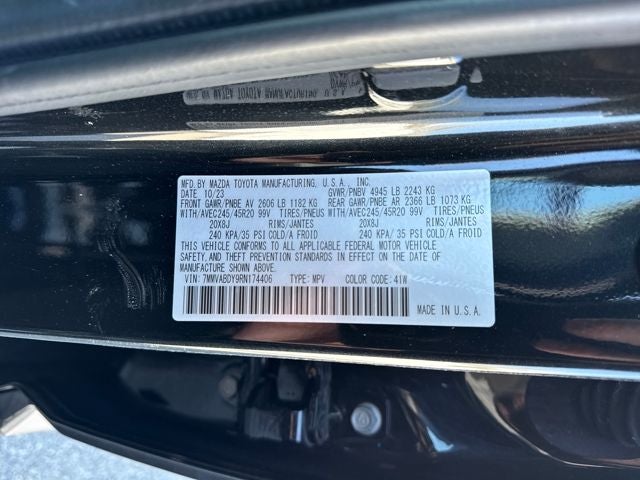 MFD. BY MAZDA TOYOTA MANUFACTURING, U.S.A., INC.
DATE 10/23 GVWR/PNBV 4945 LB 2243 KG
FRONT GAWR/PNBE AV 2606 LB 1182 KG REAR GAWR/PNBE AR 2366 LB 1073 KG
WITH/AVEC245/45R20 99V TIRES/PNEUS WITH/AVEC245/45R20 99V TIRES/PNEUS
20X8J RIMS/JANTES 20X8J RIMS/JANTES
240 KPA/35 PSI COLD/A FROID 240 KPA/ 35 PSI COLD/A FROID
THIS VEHICLE CONFORMS TO ALL APPLICABLE FEDERAL MOTOR VEHICLE
SAFETY AND THEFT PREVENTION STANDARDS IN EFFECT ON THE DATE OF
MANUFACTURE SHOWN ABOVE.
VIN: 7MMVABDY9RN174406 TYPE: MPV COLOR CODE: 41W
MADE IN U.S.A.